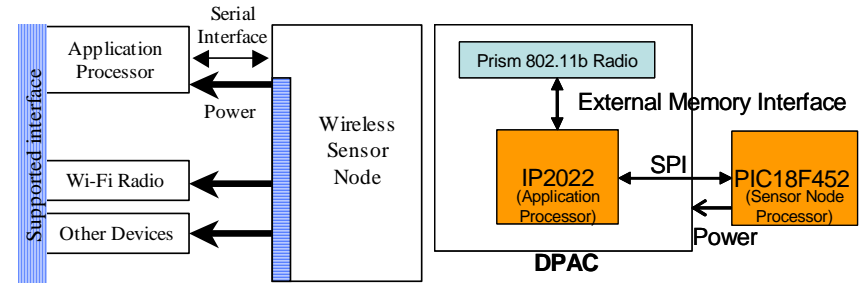 Supported interface
Application
Processor
Serial
Interface
Power
Wi-Fi Radio
Other Devices
Wireless
Sensor
Node
Prism 802.11b Radio
External Memory Interface
IP2022
(Application
Processor)
SPI
PIC18F452
(Sensor Node
Processor)
Power
DPAC